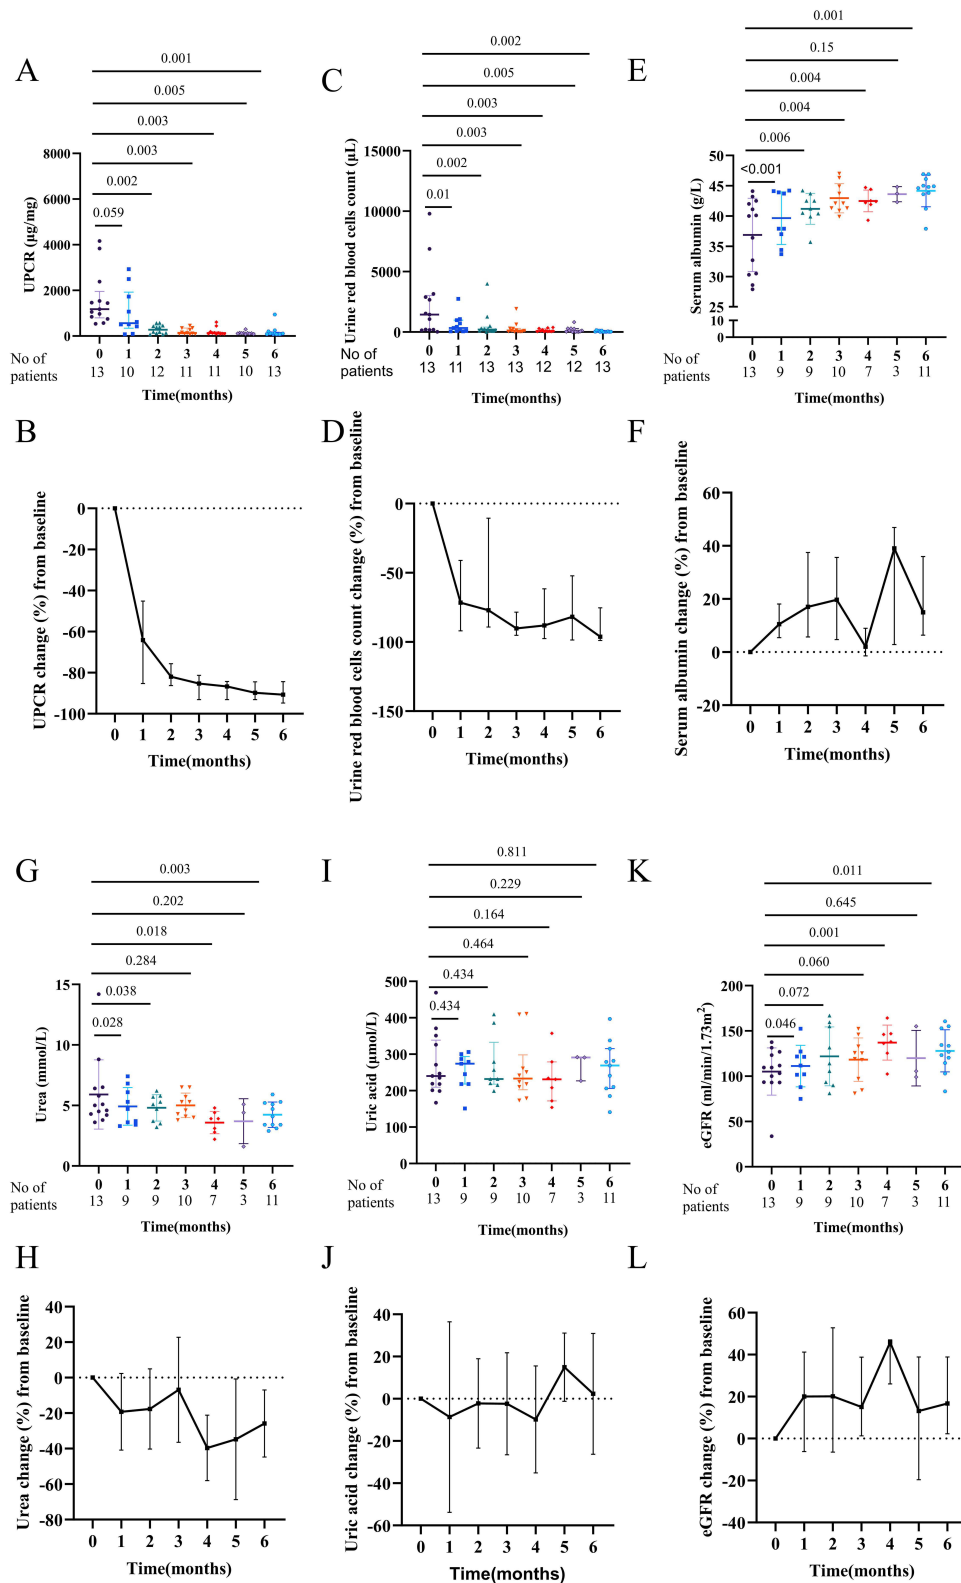 A
0.001
0.005
0.003
0.003
0.002
0.059
UPCR (μg/mg)
8000
6000
4000
2000
0
0 1 2 3 4 5 6
No of patients
13 10 12 11 11 10 13
Time(months)
C
0.002
0.005
0.003
0.003
0.002
0.01
Urine red blood cells count (μL)
15000
10000
5000
0
0 1 2 3 4 5 6
No of patients
13 11 13 13 12 12 13
Time(months)
E
0.001
0.15
0.004
0.004
0.006
<0.001
Serum albumin (g/L)
50
45
40
35
30
25
10
0
0 1 2 3 4 5 6
No of patients
13 9 9 10 7 3 11
Time(months)
B
UPCR change (%) from baseline
0
-20
-40
-60
-80
-100
0 1 2 3 4 5 6
Time(months)
D
Urine red blood cells count change (%) from baseline
0
-50
-100
-150
0 1 2 3 4 5 6
Time(months)
F
Serum albumin change (%) from baseline
60
40
20
0
-20
0 1 2 3 4 5 6
Time(months)
G
0.003
0.202
0.018
0.284
0.038
0.028
Urea (mmol/L)
15
10
5
0
0 1 2 3 4 5 6
No of patients
13 9 9 10 7 3 11
Time(months)
I
0.811
0.229
0.164
0.464
0.434
0.434
Uric acid (μmol/L)
500
400
300
200
100
0
0 1 2 3 4 5 6
No of patients
13 9 9 10 7 3 11
Time(months)
K
0.011
0.645
0.001
0.060
0.072
0.046
eGFR (ml/min/1.73m²)
200
150
100
50
0
0 1 2 3 4 5 6
No of patients
13 9 9 10 7 3 11
Time(months)
H
Urea change (%) from baseline
40
20
0
-20
-40
-60
-80
0 1 2 3 4 5 6
Time(months)
J
Uric acid change (%) from baseline
40
20
0
-20
-40
-60
0 1 2 3 4 5 6
Time(months)
L
eGFR change (%) from baseline
60
40
20
0
-20
-40
0 1 2 3 4 5 6
Time(months)